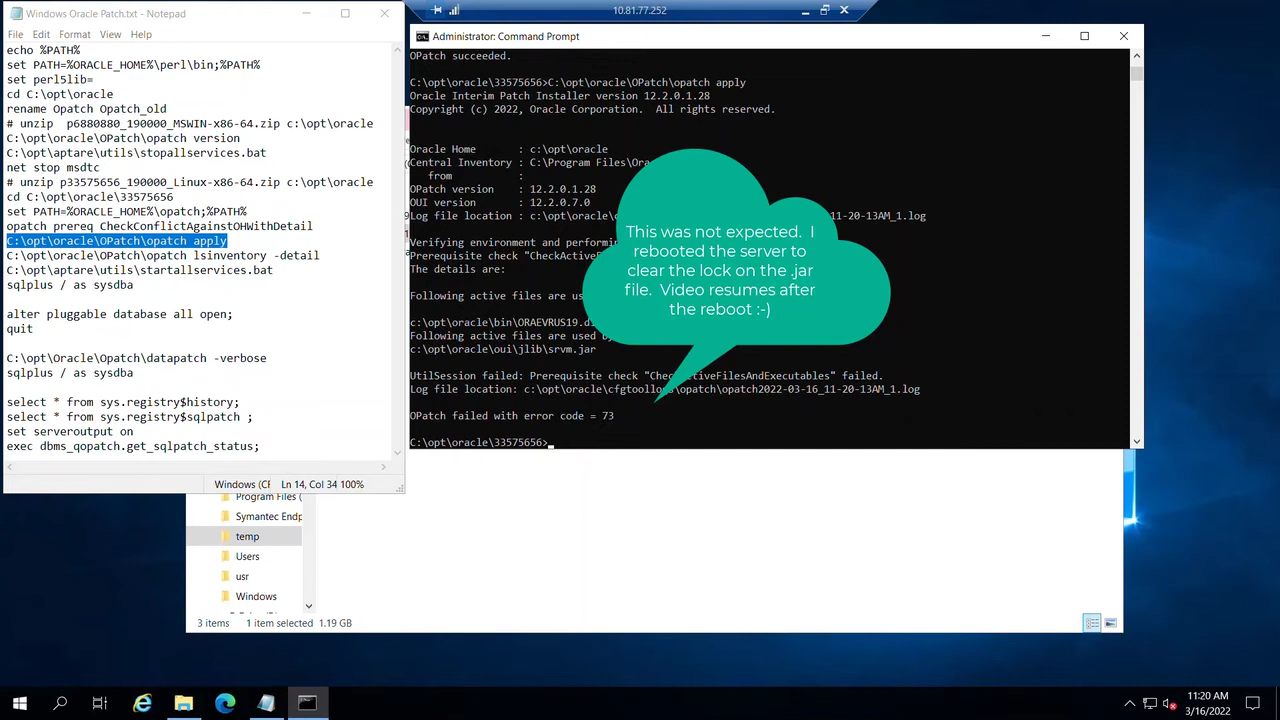 Windows Oracle Patch.txt - Notepad
File Edit Format View Help
echo %PATH%
set PATH=%ORACLE_HOME%\perl\bin;%PATH%
set perl5lib=
cd C:\opt\oracle
rename Opatch Opatch_old
# unzip  p6880880_190000_MSWIN-x86-64.zip c:\opt\oracle
C:\opt\oracle\OPatch\opatch version
C:\opt\aptare\utils\stopallservices.bat
net stop msdtc
# unzip p33575656_190000_Linux-x86-64.zip c:\opt\oracle
cd C:\opt\oracle\33575656
set PATH=%ORACLE_HOME%\opatch;%PATH%
opatch prereq CheckConflictAgainstOHWithDetail
C:\opt\oracle\OPatch\opatch apply
C:\opt\oracle\OPatch\opatch lsinventory -detail
C:\opt\aptare\utils\startallservices.bat
sqlplus / as sysdba
alter pluggable database all open;
quit
C:\opt\Oracle\Opatch\datapatch -verbose
sqlplus / as sysdba
select * from sys.registry$history;
select * from sys.registry$sqlpatch ;
set serveroutput on
exec dbms_qopatch.get_sqlpatch_status;
Windows (CF Ln 14, Col 34 100%
10.81.77.252
Administrator: Command Prompt
OPatch succeeded.
C:\opt\oracle\33575656>C:\opt\oracle\OPatch\opatch apply
Oracle Interim Patch Installer version 12.2.0.1.28
Copyright (c) 2022, Oracle Corporation.  All rights reserved.
Oracle Home       : c:\opt\oracle
Central Inventory : C:\Program Files\Ora
from           :
OPatch version    : 12.2.0.1.28
OUI version       : 12.2.0.7.0
Log file location : c:\opt\oracle\ 11-20-13AM_1.log
Verifying environment and performin
Prerequisite check "CheckActiveF
The details are:
Following active files are us
c:\opt\oracle\bin\ORAEVRUS19.d
Following active files are used b
c:\opt\oracle\oui\jlib\srvm.jar
UtilSession failed: Prerequisite check "Chec ctiveFilesAndExecutables" failed.
Log file location: c:\opt\oracle\cfgtoollo \opatch\opatch2022-03-16_11-20-13AM_1.log
OPatch failed with error code = 73
C:\opt\oracle\33575656>
This was not expected.  I
rebooted the server to
clear the lock on the .jar
file.  Video resumes after
the reboot :-)
Program Files (
Symantec Endp
temp
Users
usr
Windows
3 items 1 item selected 1.19 GB
11:20 AM
3/16/2022